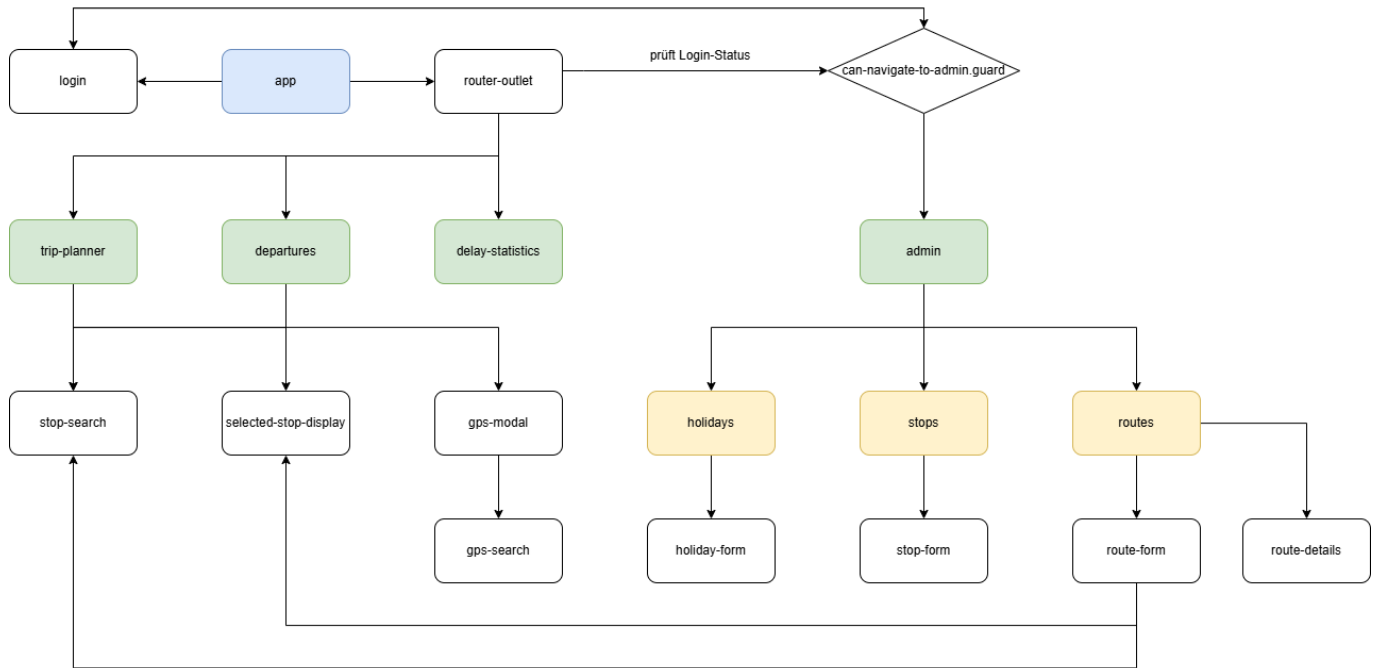 login
app
router-outlet
prüft Login-Status
can-navigate-to-admin.guard
trip-planner
departures
delay-statistics
admin
stop-search
selected-stop-display
gps-modal
holidays
stops
routes
gps-search
holiday-form
stop-form
route-form
route-details